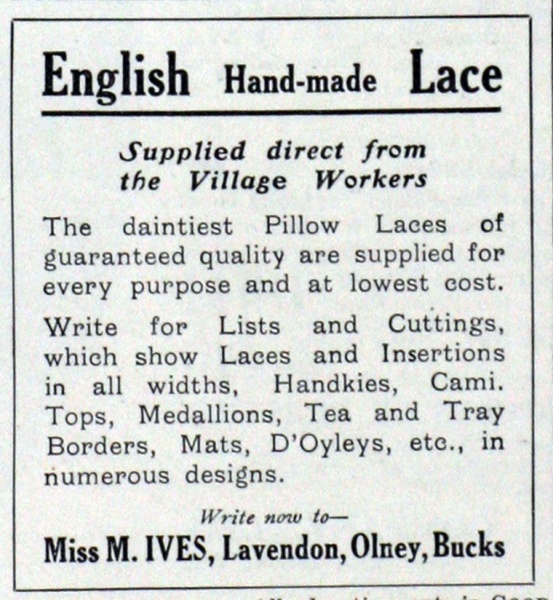 English Hand-made Lace
Supplied direct from
the Village Workers
The daintiest Pillow Laces of
guaranteed quality are supplied for
every purpose and at lowest cost.
Write for Lists and Cuttings,
which show Laces and Insertions
in all widths, Handkies, Cami.
Tops, Medallions, Tea and Tray
Borders, Mats, D'Oyleys, etc., in
numerous designs.
Write now to—
Miss M. IVES, Lavendon, Olney, Bucks